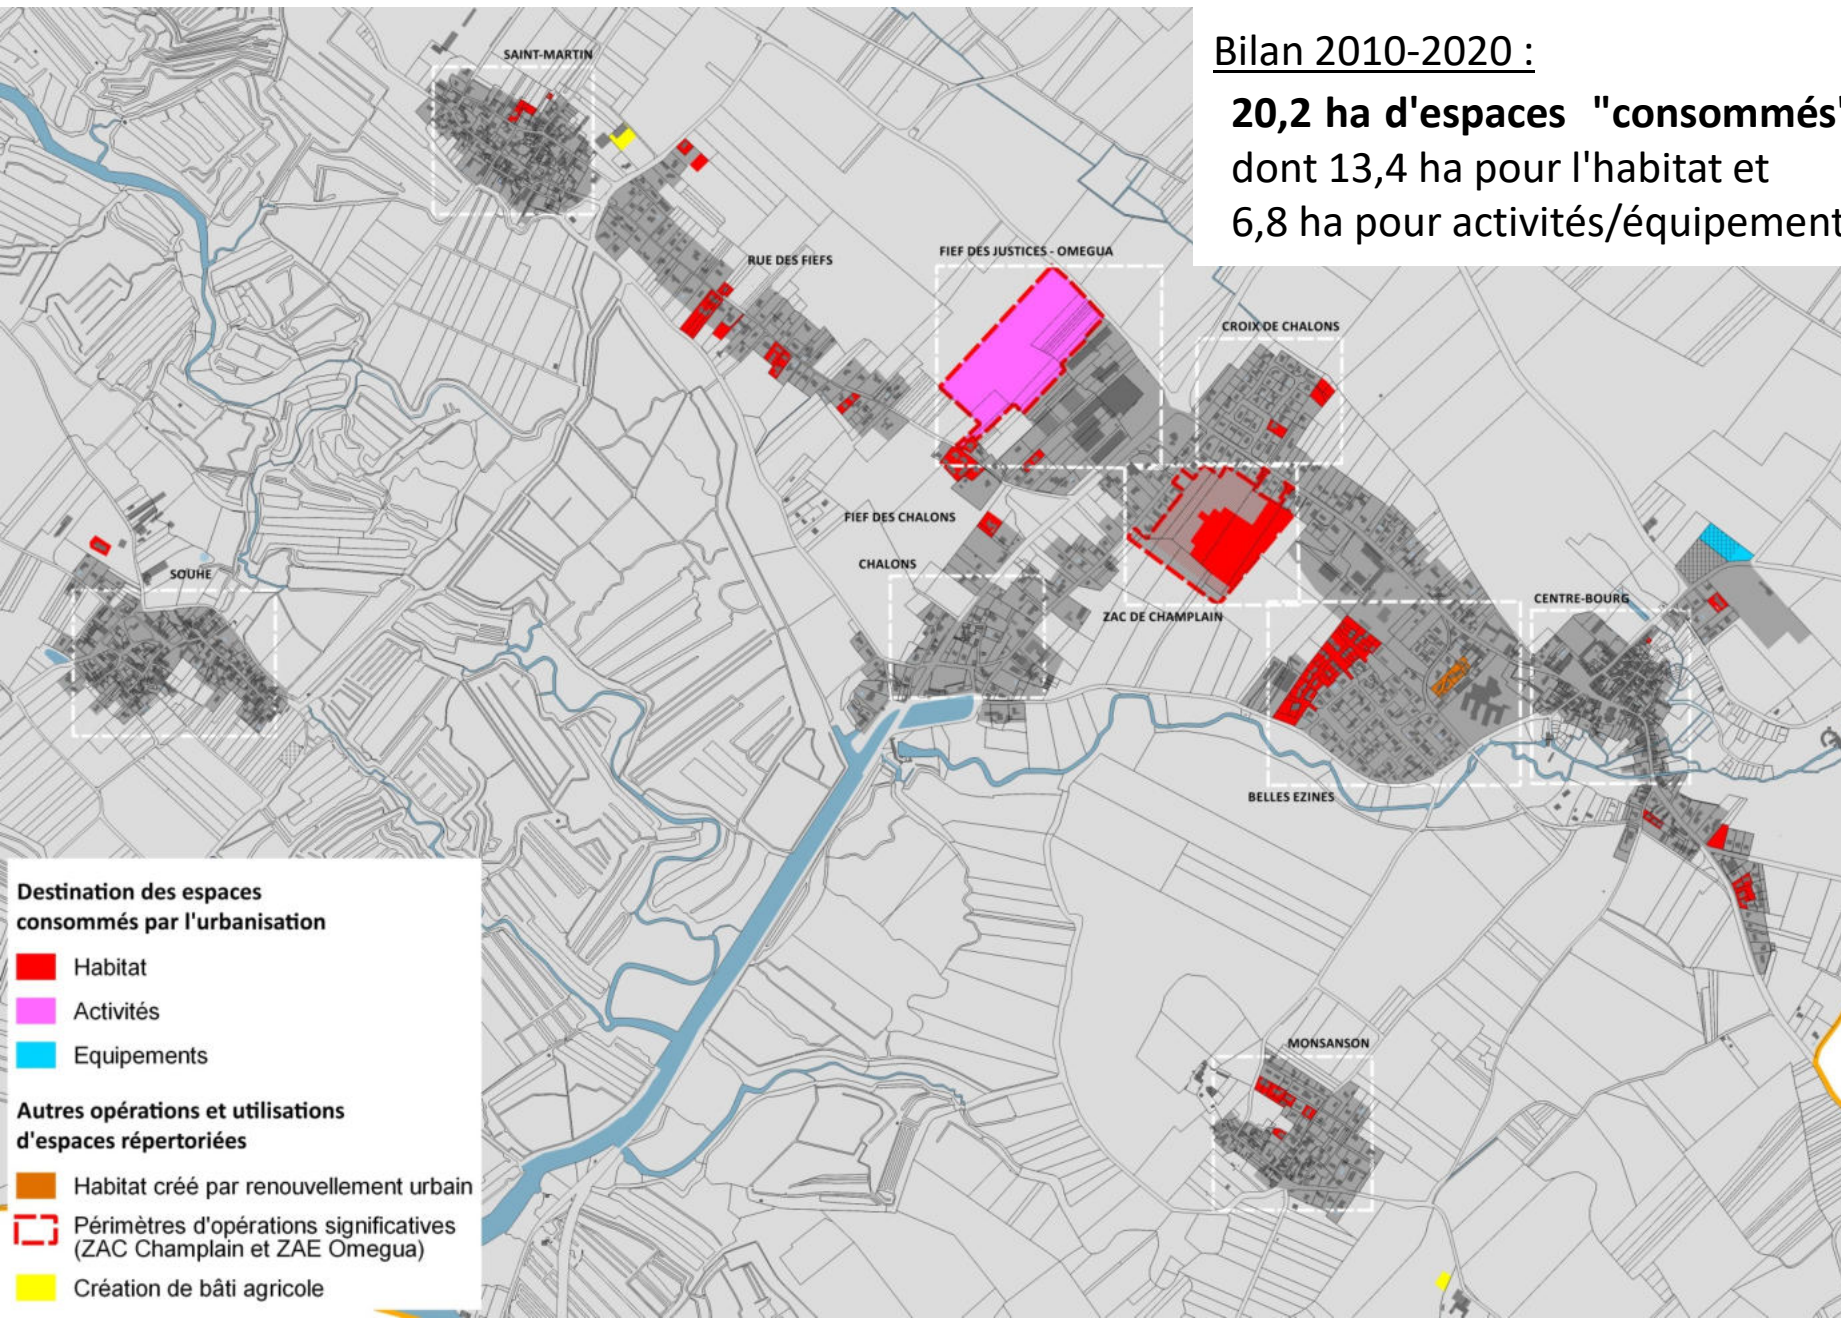 Bilan 2010-2020 :
20,2 ha d'espaces "consommés"
dont 13,4 ha pour l'habitat et
6,8 ha pour activités/équipement
SAINT-MARTIN
RUE DES FIEFS
FIEF DES JUSTICES - OMEGUA
CROIX DE CHALONS
FIEF DES CHALONS
CHALONS
SOUHE
ZAC DE CHAMPLAIN
CENTRE-BOURG
BELLES EZINES
MONSANSON
Destination des espaces
consommés par l'urbanisation
Habitat
Activités
Equipements
Autres opérations et utilisations
d'espaces répertoriées
Habitat créé par renouvellement urbain
Périmètres d'opérations significatives
(ZAC Champlain et ZAE Omegua)
Création de bâti agricole